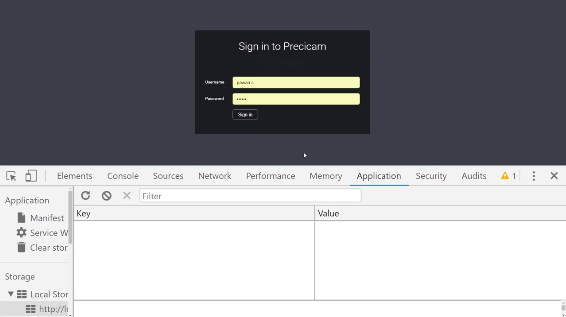 Sign in to Precicam
Username
Password
Sign in
Elements Console Sources Network Performance Memory Application Security Audits 1
Application
Filter
Key Value
Manifest
Service W
Clear stor
Storage
Local Stor
http://l